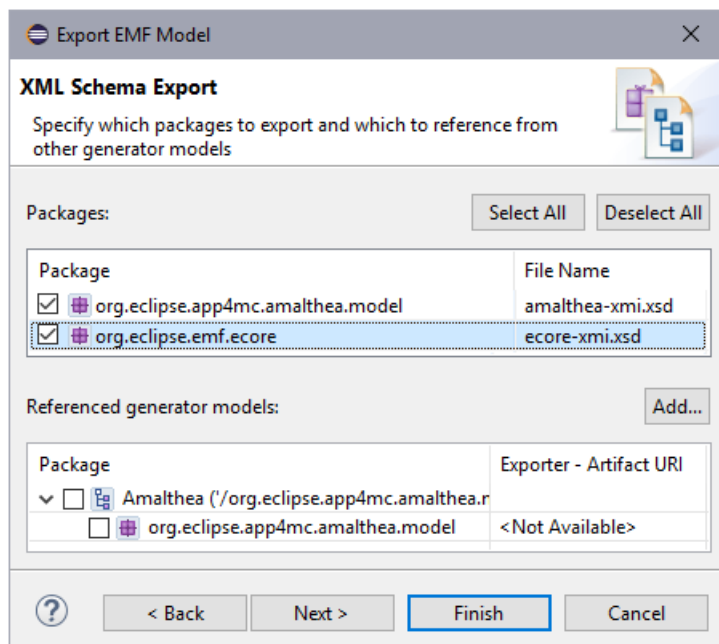 Export EMF Model
XML Schema Export
Specify which packages to export and which to reference from
other generator models
Packages:
Select All
Deselect All
Package File Name
org.eclipse.app4mc.amalthea.model amalthea-xmi.xsd
org.eclipse.emf.ecore ecore-xmi.xsd
Referenced generator models:
Add...
Package Exporter - Artifact URI
Amalthea ('/org.eclipse.app4mc.amalthea.r
org.eclipse.app4mc.amalthea.model <Not Available>
?
< Back
Next >
Finish
Cancel